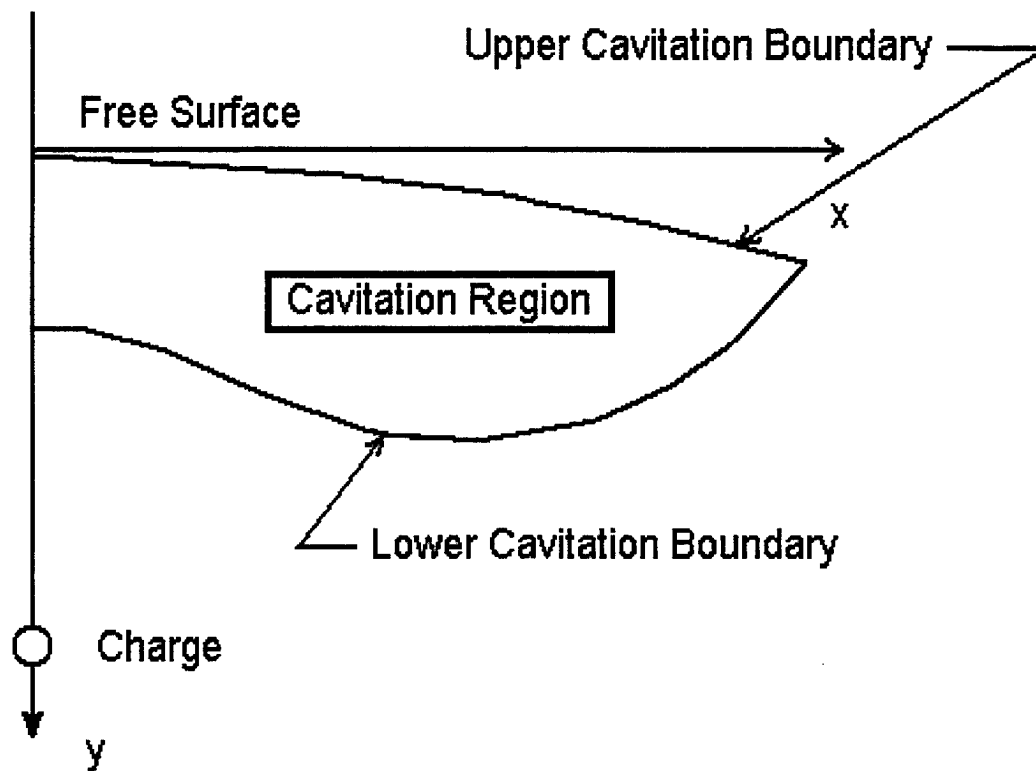 Upper Cavitation Boundary
Free Surface
x
Cavitation Region
Lower Cavitation Boundary
Charge
y